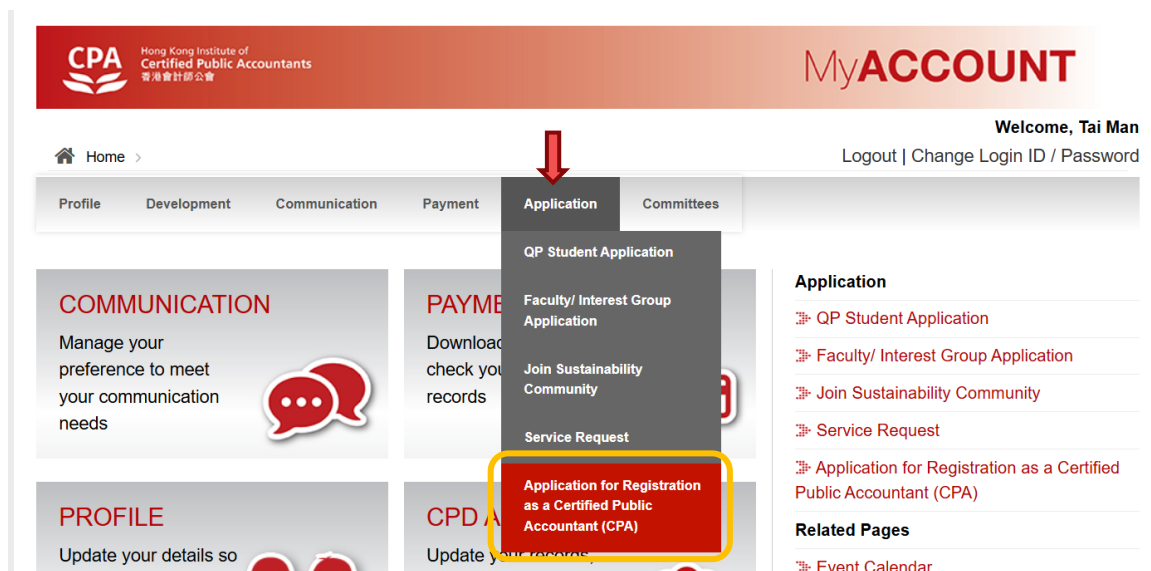 CPA
Hong Kong Institute of
Certified Public Accountants
香港會計師公會
MyACCOUNT
Welcome, Tai Man
Home >
Logout | Change Login ID / Password
Profile Development Communication Payment Application Committees
COMMUNICATION
Manage your
preference to meet
your communication
needs
PAYME
Download
check you
records
QP Student Application
Faculty/ Interest Group
Application
Join Sustainability
Community
Service Request
Application for Registration
as a Certified Public
Accountant (CPA)
PROFILE
Update your details so
CPD A
Update your records,
Application
QP Student Application
Faculty/ Interest Group Application
Join Sustainability Community
Service Request
Application for Registration as a Certified
Public Accountant (CPA)
Related Pages
Event Calendar